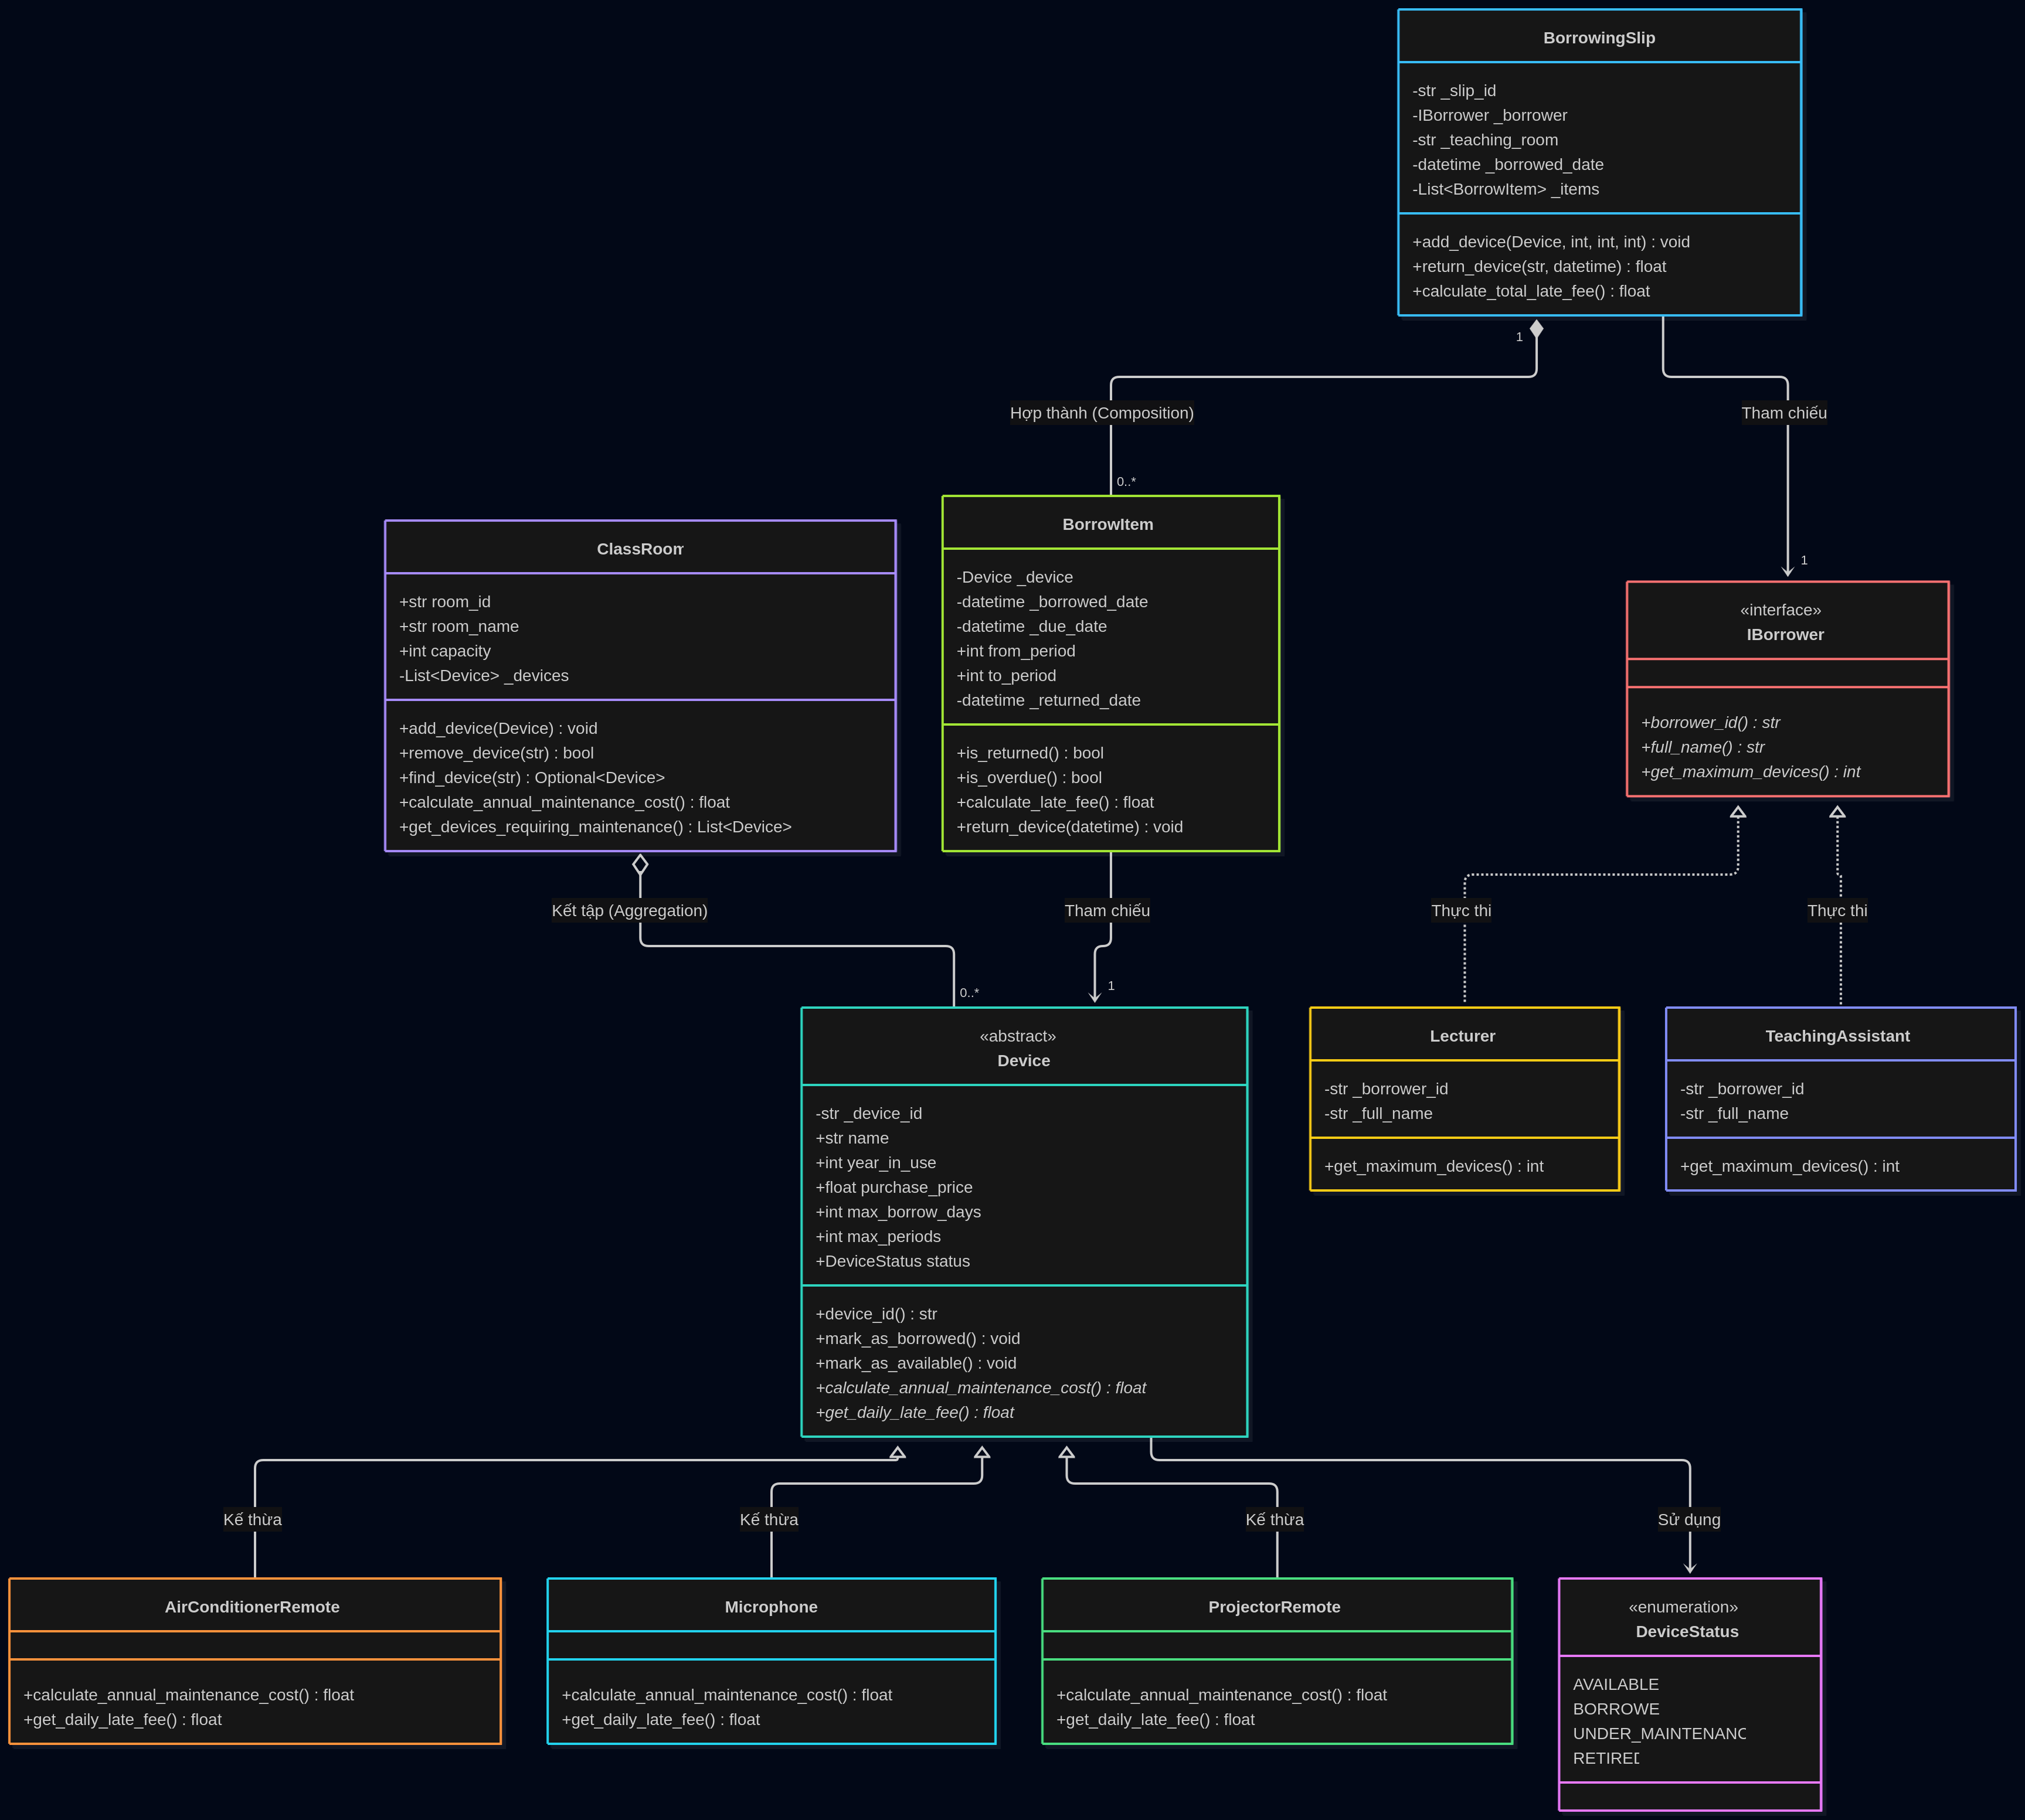 BorrowingSlip
-str _slip_id
-IBorrower _borrower
-str _teaching_room
-datetime _borrowed_date
-List<BorrowItem> _items
+add_device(Device, int, int, int) : void
+return_device(str, datetime) : float
+calculate_total_late_fee() : float
1
Hợp thành (Composition)
0..*
Tham chiếu
1
ClassRoom
+str room_id
+str room_name
+int capacity
-List<Device> _devices
+add_device(Device) : void
+remove_device(str) : bool
+find_device(str) : Optional<Device>
+calculate_annual_maintenance_cost() : float
+get_devices_requiring_maintenance() : List<Device>
BorrowItem
-Device _device
-datetime _borrowed_date
-datetime _due_date
+int from_period
+int to_period
-datetime _returned_date
+is_returned() : bool
+is_overdue() : bool
+calculate_late_fee() : float
+return_device(datetime) : void
«interface»
IBorrower
+borrower_id() : str
+full_name() : str
+get_maximum_devices() : int
Kết tập (Aggregation)
0..*
Tham chiếu
1
Thực thi
Thực thi
«abstract»
Device
-str _device_id
+str name
+int year_in_use
+float purchase_price
+int max_borrow_days
+int max_periods
+DeviceStatus status
+device_id() : str
+mark_as_borrowed() : void
+mark_as_available() : void
+calculate_annual_maintenance_cost() : float
+get_daily_late_fee() : float
Lecturer
-str _borrower_id
-str _full_name
+get_maximum_devices() : int
TeachingAssistant
-str _borrower_id
-str _full_name
+get_maximum_devices() : int
Kế thừa
Kế thừa
Kế thừa
Sử dụng
AirConditionerRemote
+calculate_annual_maintenance_cost() : float
+get_daily_late_fee() : float
Microphone
+calculate_annual_maintenance_cost() : float
+get_daily_late_fee() : float
ProjectorRemote
+calculate_annual_maintenance_cost() : float
+get_daily_late_fee() : float
«enumeration»
DeviceStatus
AVAILABLE
BORROWE
UNDER_MAINTENANC
RETIRED